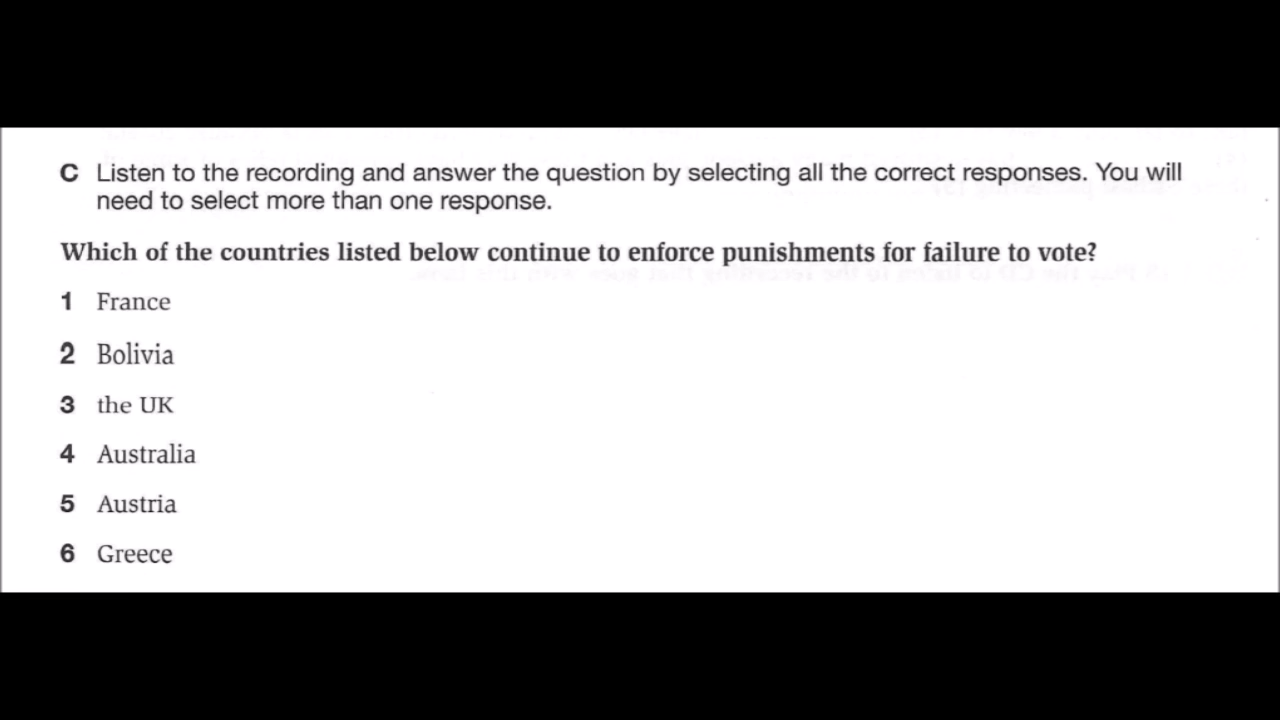 C Listen to the recording and answer the question by selecting all the correct responses. You will
need to select more than one response.
Which of the countries listed below continue to enforce punishments for failure to vote?
1 France
2 Bolivia
3 the UK
4 Australia
5 Austria
6 Greece